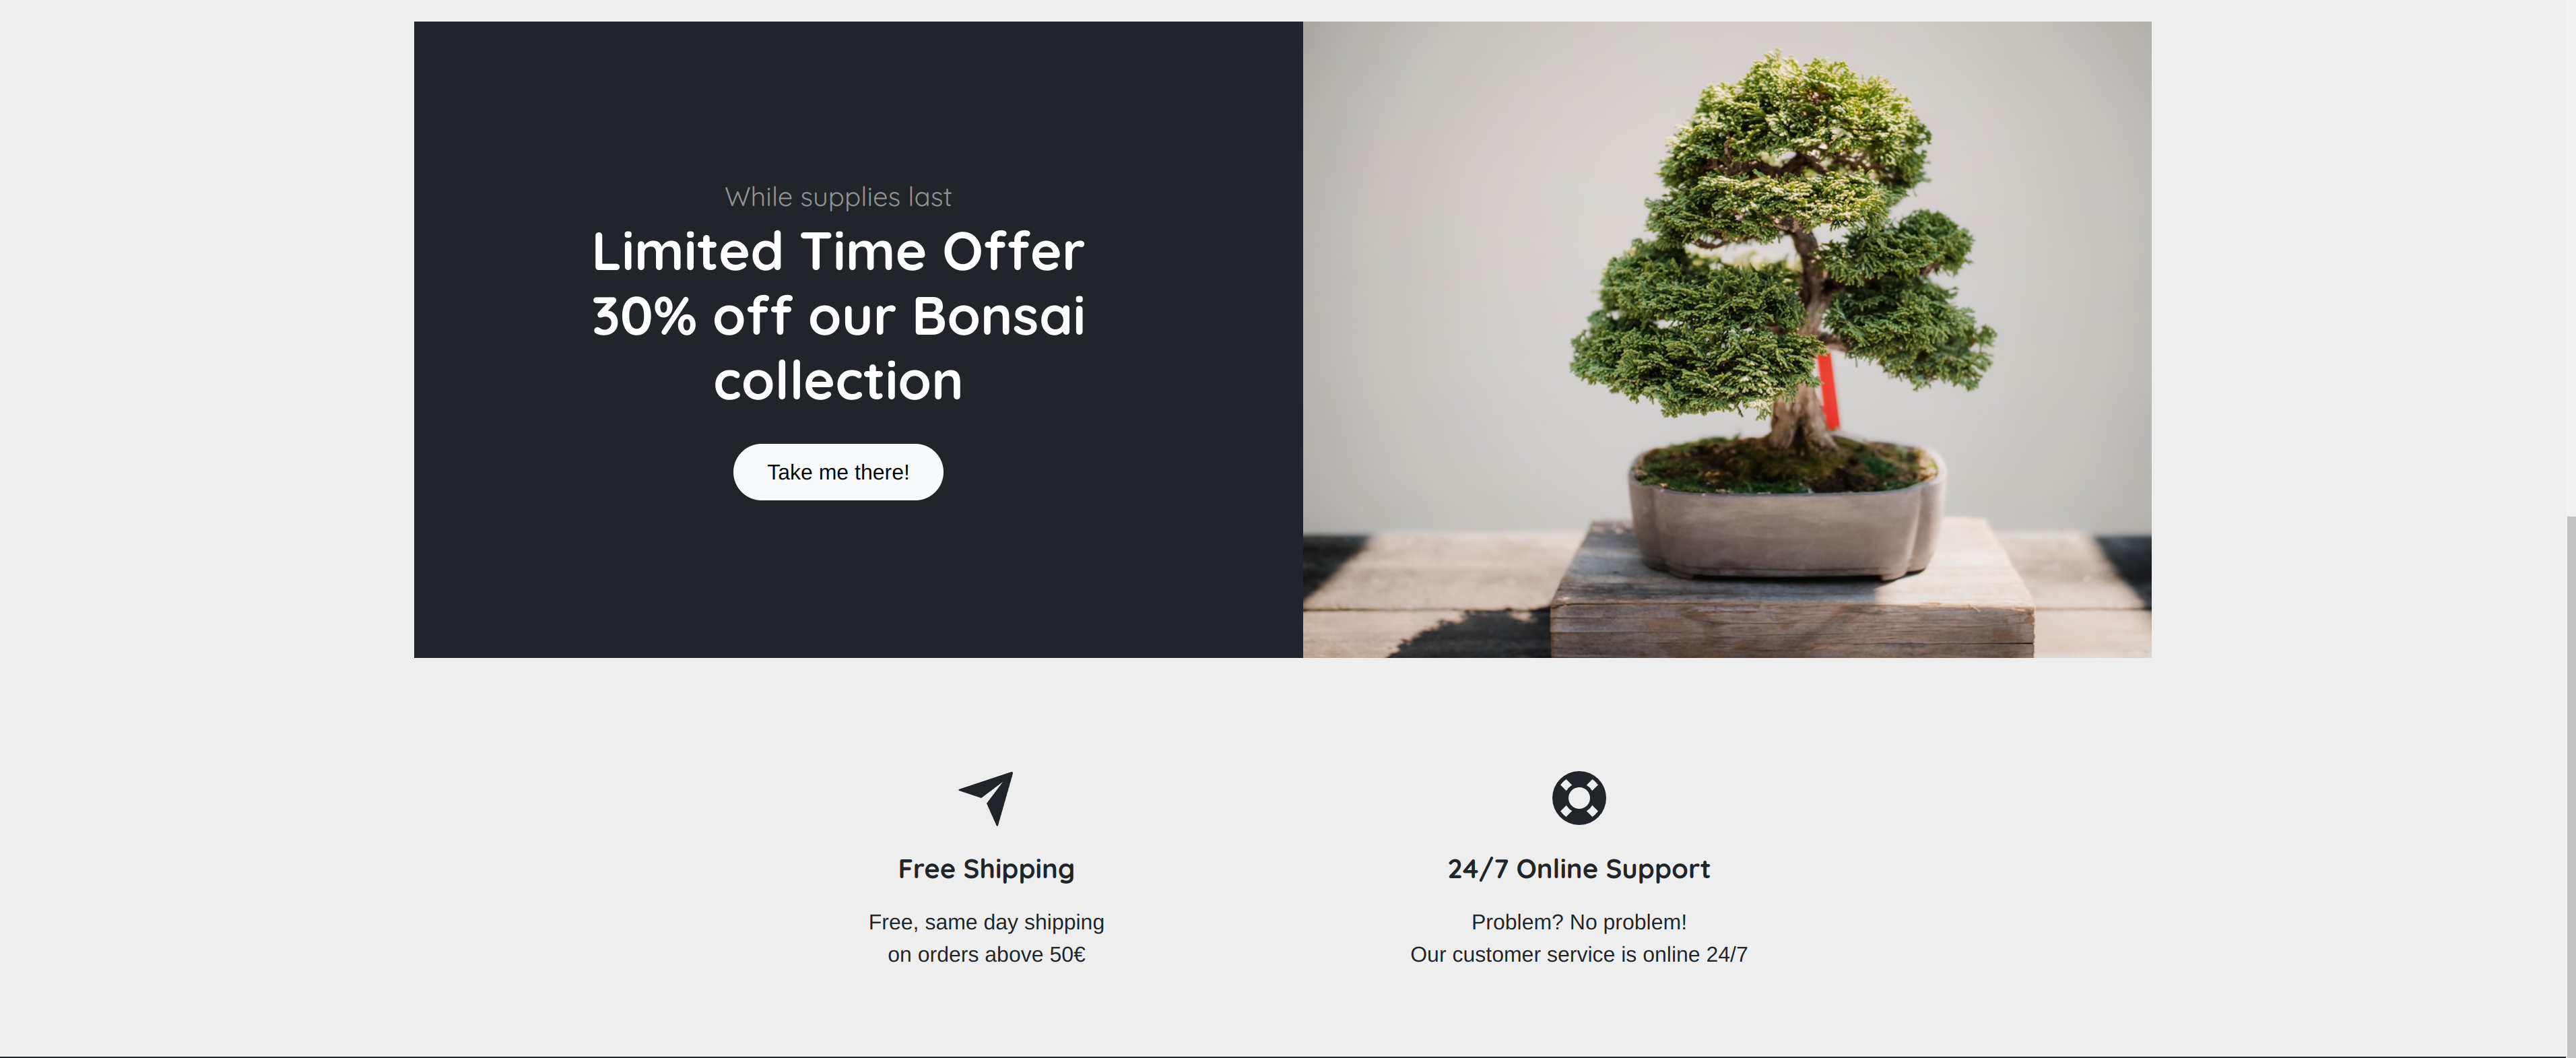 While supplies last
Limited Time Offer
30% off our Bonsai
collection
Take me there!
Free Shipping
Free, same day shipping
on orders above 50€
24/7 Online Support
Problem? No problem!
Our customer service is online 24/7